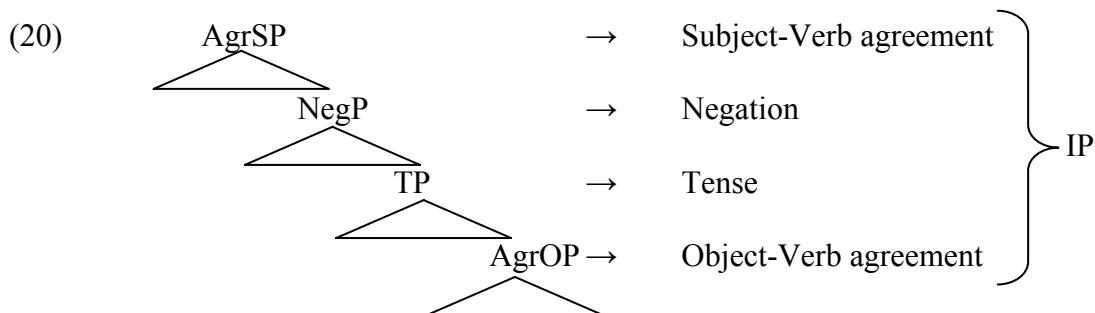 (20) AgrSP → Subject-Verb agreement
NegP → Negation
IP
TP → Tense
AgrOP → Object-Verb agreement